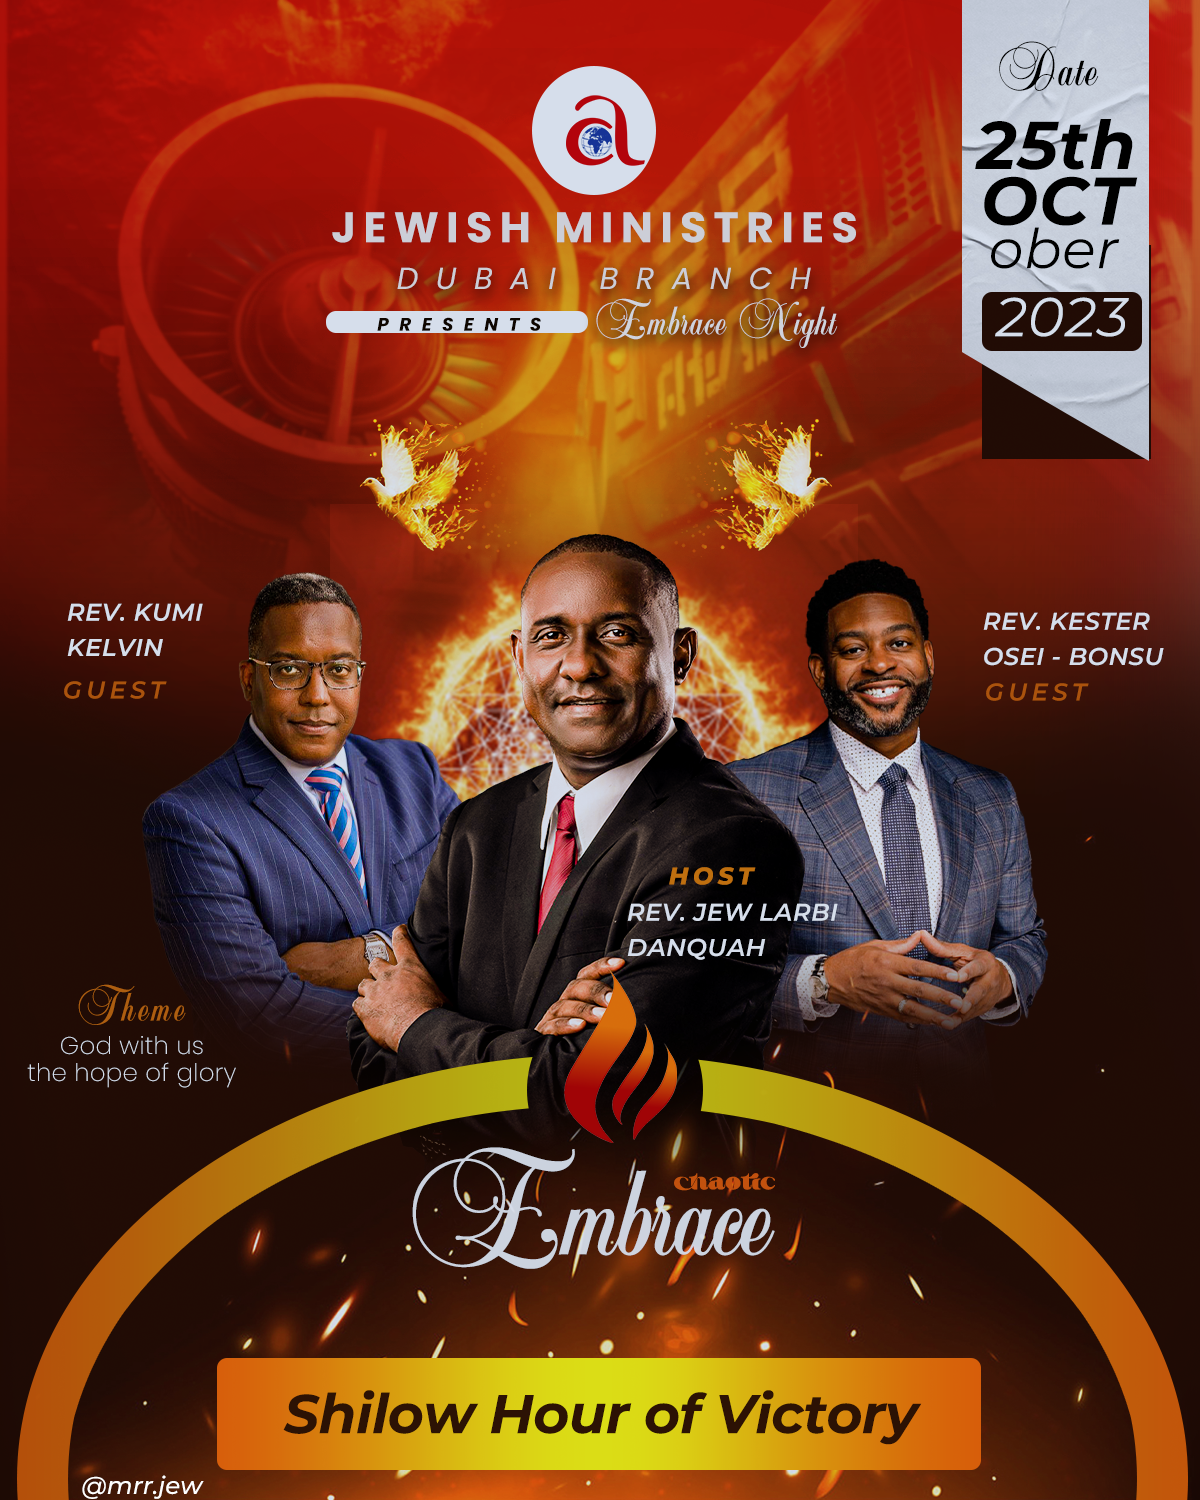 a
JEWISH MINISTRIES
DUBAI BRANCH
PRESENTS Embrace Night
Date
25th
OCT
ober
2023
REV. KUMI
KELVIN
GUEST
REV. KESTER
OSEI - BONSU
GUEST
HOST
REV. JEW LARBI
DANQUAH
Theme
God with us
the hope of glory
chaotic
Embrace
Shilow Hour of Victory
@mrr.jew